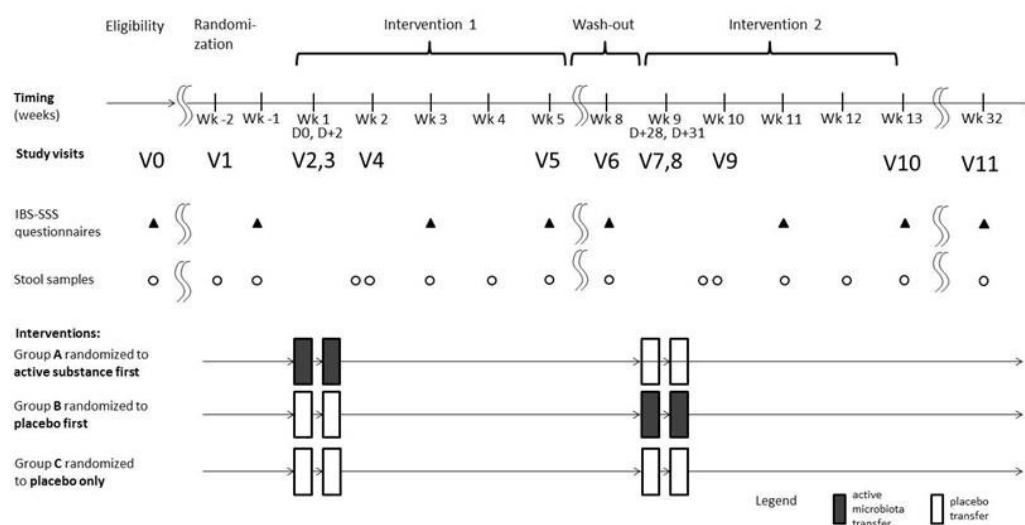 Eligibility Randomi-
zation Intervention 1 Wash-out Intervention 2
Timing
(weeks)
Wk -2 Wk -1 Wk 1 Wk 2 Wk 3 Wk 4 Wk 5 Wk 8 Wk 9 Wk 10 Wk 11 Wk 12 Wk 13 Wk 32
D0, D+2 D+28, D+31
Study visits V0 V1 V2,3 V4 V5 V6 V7,8 V9 V10 V11
IBS-SSS
questionnaires
Stool samples
Interventions:
Group A randomized to
active substance first
Group B randomized to
placebo first
Group C randomized
to placebo only
Legend
active
microbiota
transfer
placebo
transfer